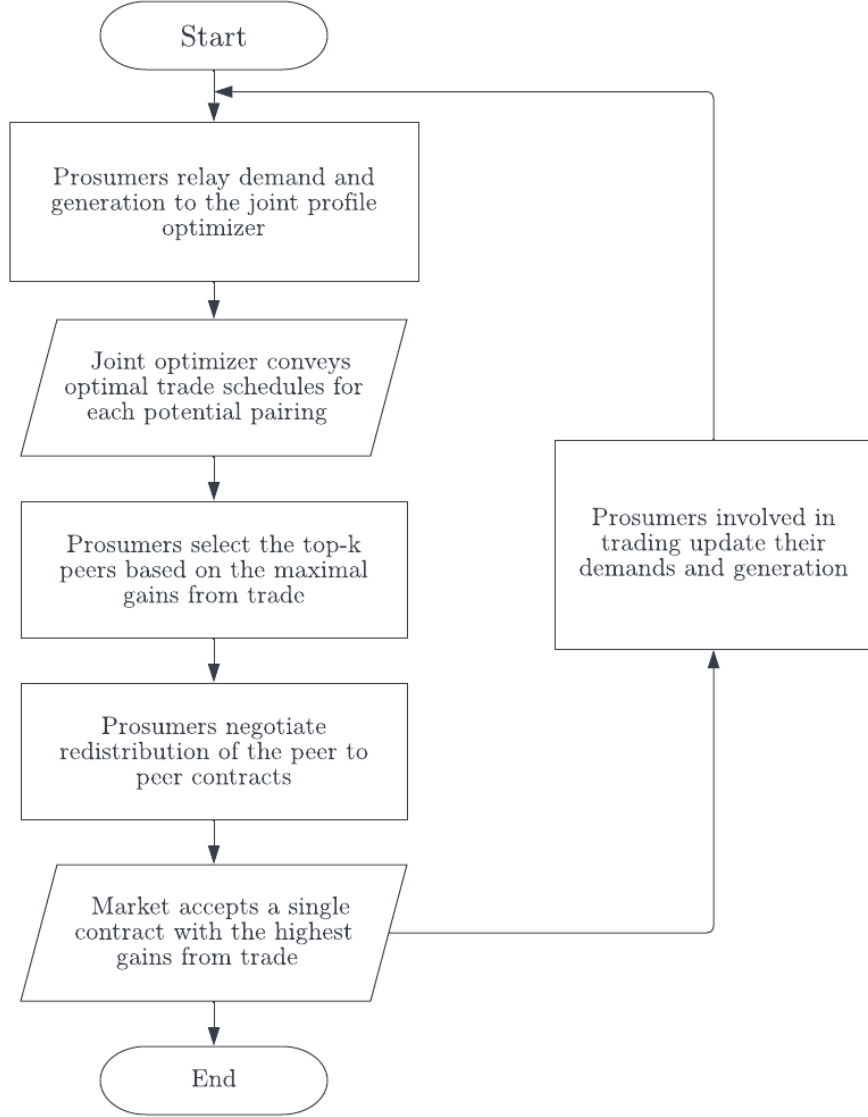 Start
Prosumers relay demand and
generation to the joint profile
optimizer
Joint optimizer conveys
optimal trade schedules for
each potential pairing
Prosumers select the top-k
peers based on the maximal
gains from trade
Prosumers negotiate
redistribution of the peer to
peer contracts
Market accepts a single
contract with the highest
gains from trade
End
Prosumers involved in
trading update their
demands and generation